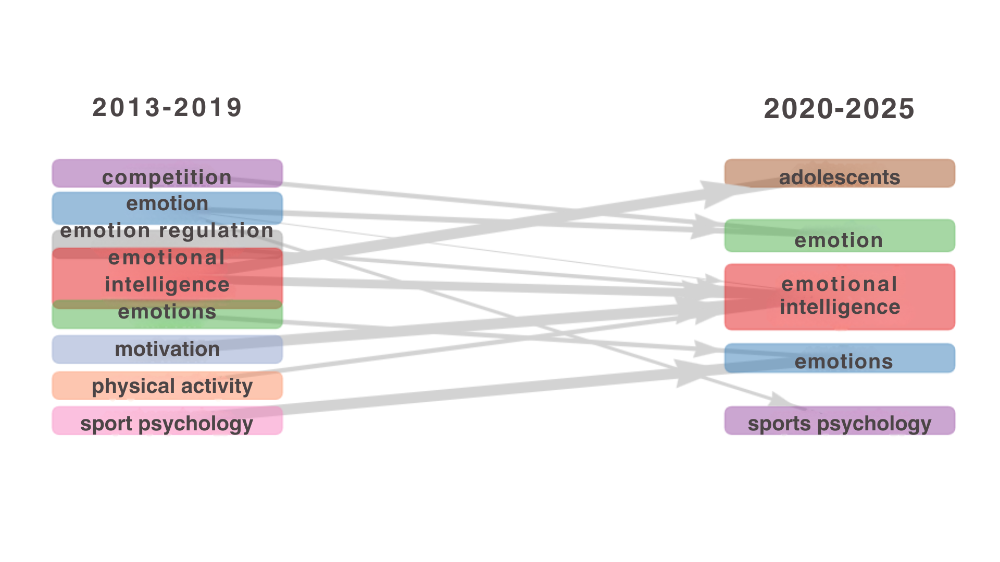 2013-2019
competition
emotion
emotion regulation
emotional
intelligence
emotions
motivation
physical activity
sport psychology
2020-2025
adolescents
emotion
emotional
intelligence
emotions
sports psychology